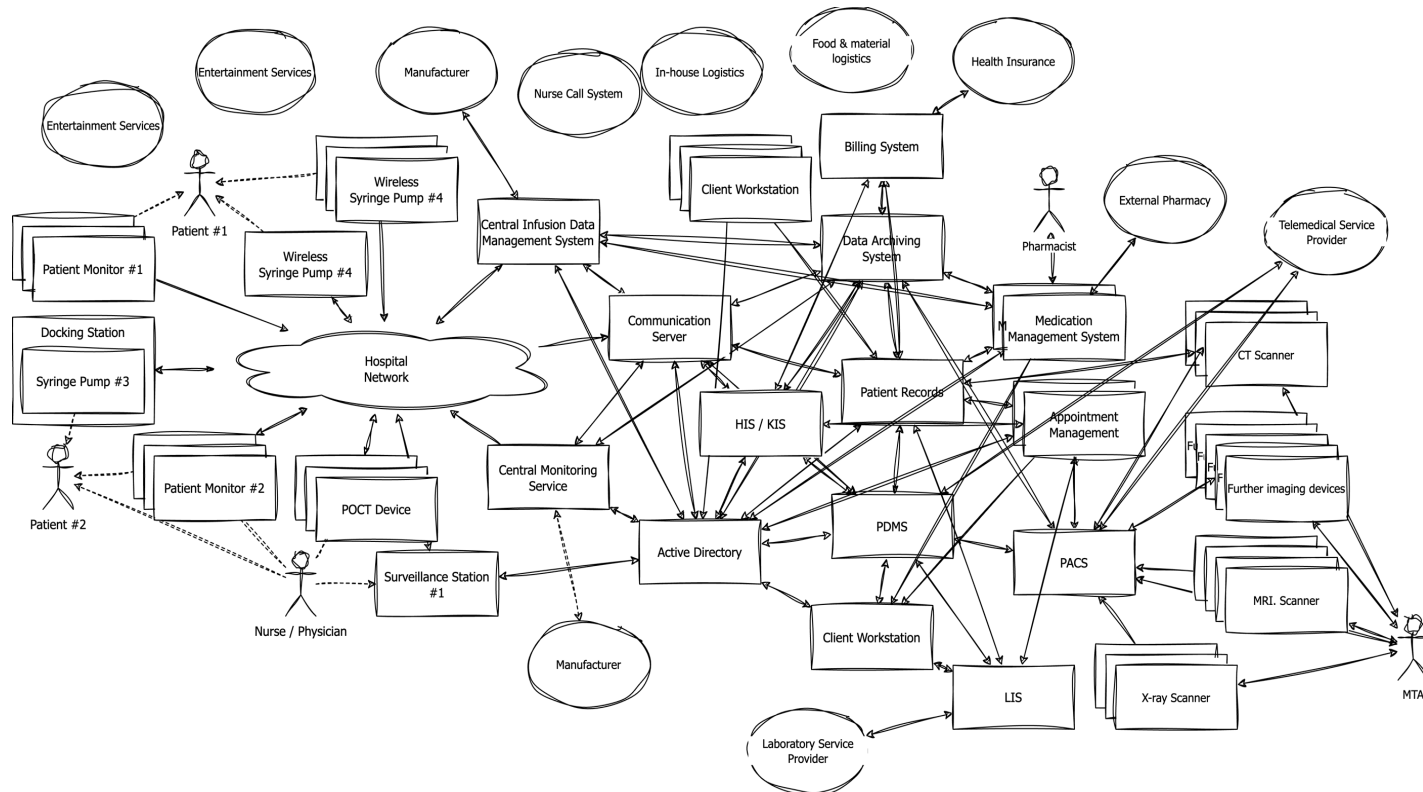 Food & material
logistics
Entertainment Services
Manufacturer
In-house Logistics
Health Insurance
Nurse Call System
Entertainment Services
Billing System
Wireless
Syringe Pump #4
Client Workstation
External Pharmacy
Patient #1
Central Infusion Data
Management System
Data Archiving
System
Pharmacist
Telemedical Service
Provider
Patient Monitor #1
Wireless
Syringe Pump #4
Docking Station
Communication
Server
M
Medication
Management System
CT Scanner
Hospital
Network
Syringe Pump #3
Patient Records
HIS / KIS
Appointment
Management
Fu
Fu
F
F
Further imaging devices
Central Monitoring
Service
Patient Monitor #2
POCT Device
Patient #2
PDMS
Active Directory
PACS
Surveillance Station
#1
MRI. Scanner
Nurse / Physician
Client Workstation
Manufacturer
LIS
X-ray Scanner
MTA
Laboratory Service
Provider